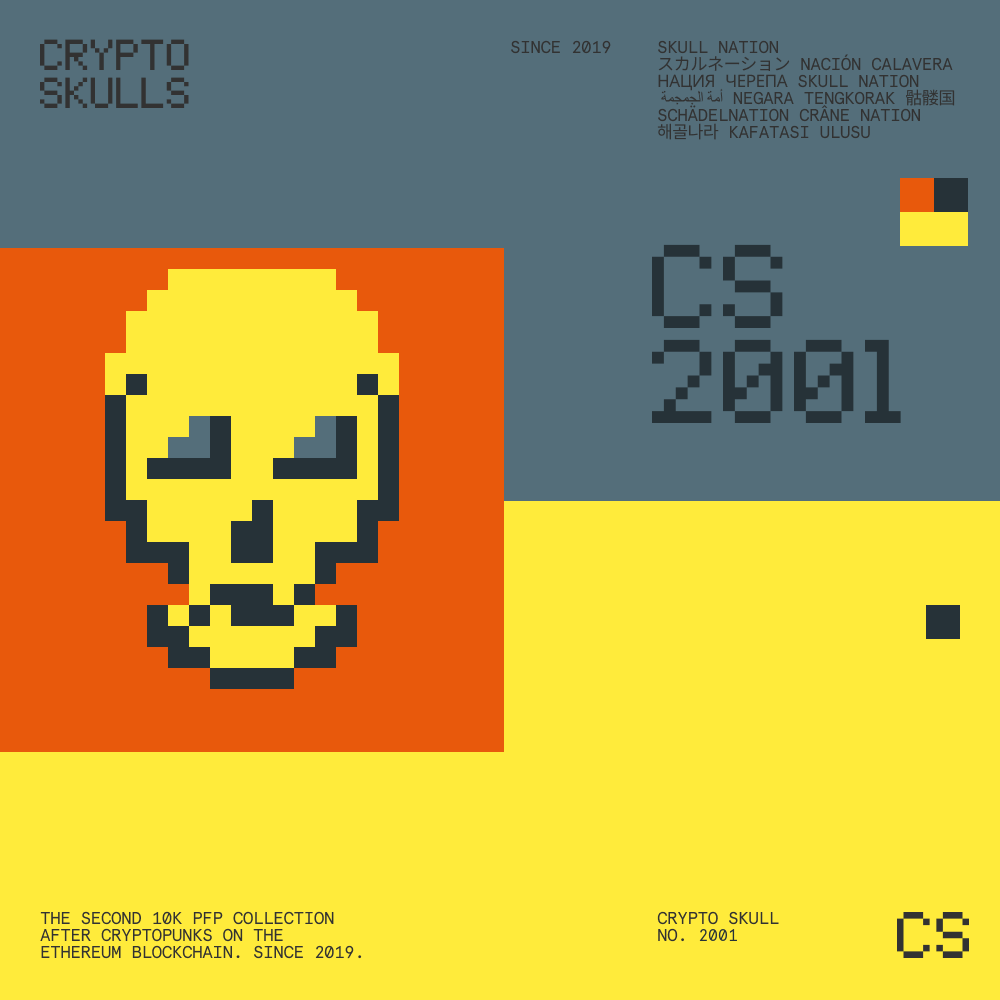 CRYPTO
SKULLS
SINCE 2019
SKULL NATION
スカルネーション NACIÓN CALAVERA
НАЦИЯ ЧЕРЕПА SKULL NATION
أمة الجمجمة NEGARA TENGKORAK 骷髅国
SCHÄDELNATION CRÂNE NATION
해골나라 KAFATASI ULUSU
CS
2001
THE SECOND 10K PFP COLLECTION
AFTER CRYPTOPUNKS ON THE
ETHEREUM BLOCKCHAIN. SINCE 2019.
CRYPTO SKULL
NO. 2001
CS